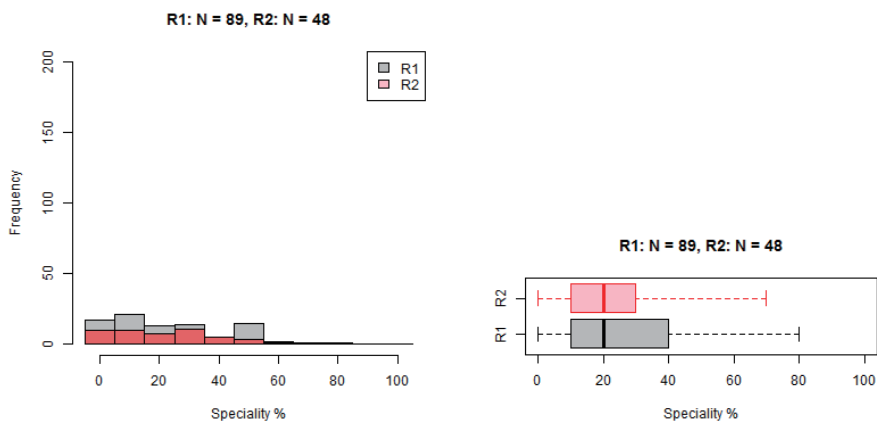 R1: N = 89, R2: N = 48
200
150
100
50
0
Frequency
R1
R2
0 20 40 60 80 100
Speciality %
R1: N = 89, R2: N = 48
R2
R1
0 20 40 60 80 100
Speciality %